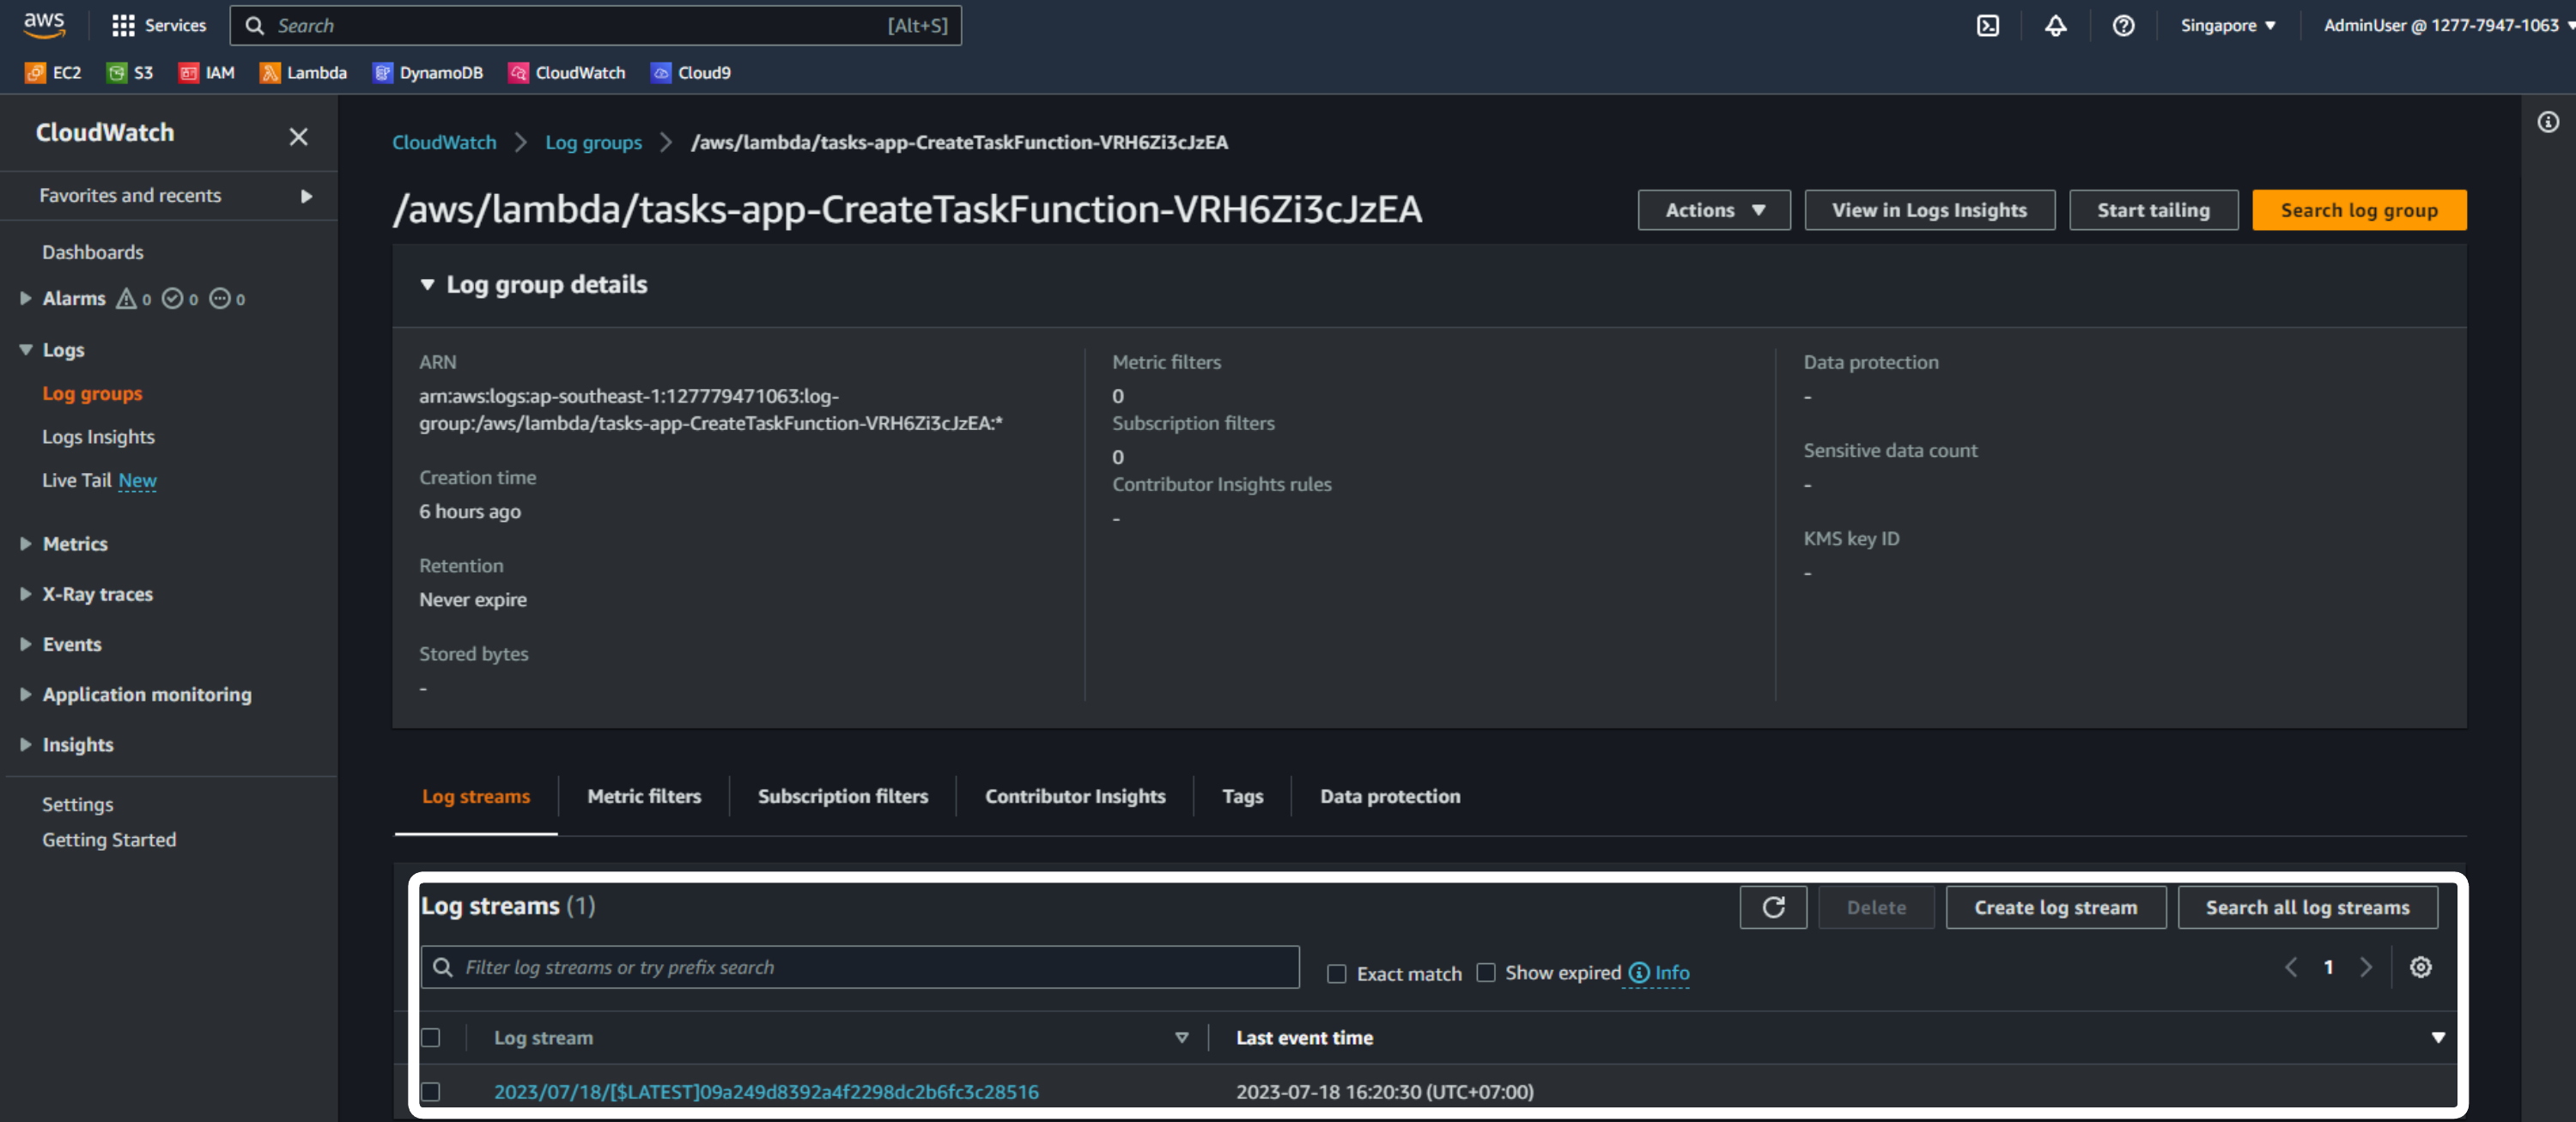 aws Services Search [Alt+S] Singapore AdminUser @ 1277-7947-1063
EC2 S3 IAM Lambda DynamoDB CloudWatch Cloud9
CloudWatch
Favorites and recents
Dashboards
Alarms 0 0 0
Logs
Log groups
Logs Insights
Live Tail New
Metrics
X-Ray traces
Events
Application monitoring
Insights
Settings
Getting Started
CloudWatch Log groups /aws/lambda/tasks-app-CreateTaskFunction-VRH6Zi3cJzEA
/aws/lambda/tasks-app-CreateTaskFunction-VRH6Zi3cJzEA
Actions View in Logs Insights Start tailing Search log group
Log group details
ARN
arn:aws:logs:ap-southeast-1:127779471063:log-
group:/aws/lambda/tasks-app-CreateTaskFunction-VRH6Zi3cJzEA:*
Creation time
6 hours ago
Retention
Never expire
Stored bytes
-
Metric filters
0
Subscription filters
0
Contributor Insights rules
-
Data protection
-
Sensitive data count
-
KMS key ID
-
Log streams Metric filters Subscription filters Contributor Insights Tags Data protection
Log streams (1)
Delete Create log stream Search all log streams
Filter log streams or try prefix search Exact match Show expired Info 1
Log stream Last event time
2023/07/18/[$LATEST]09a249d8392a4f2298dc2b6fc3c28516 2023-07-18 16:20:30 (UTC+07:00)